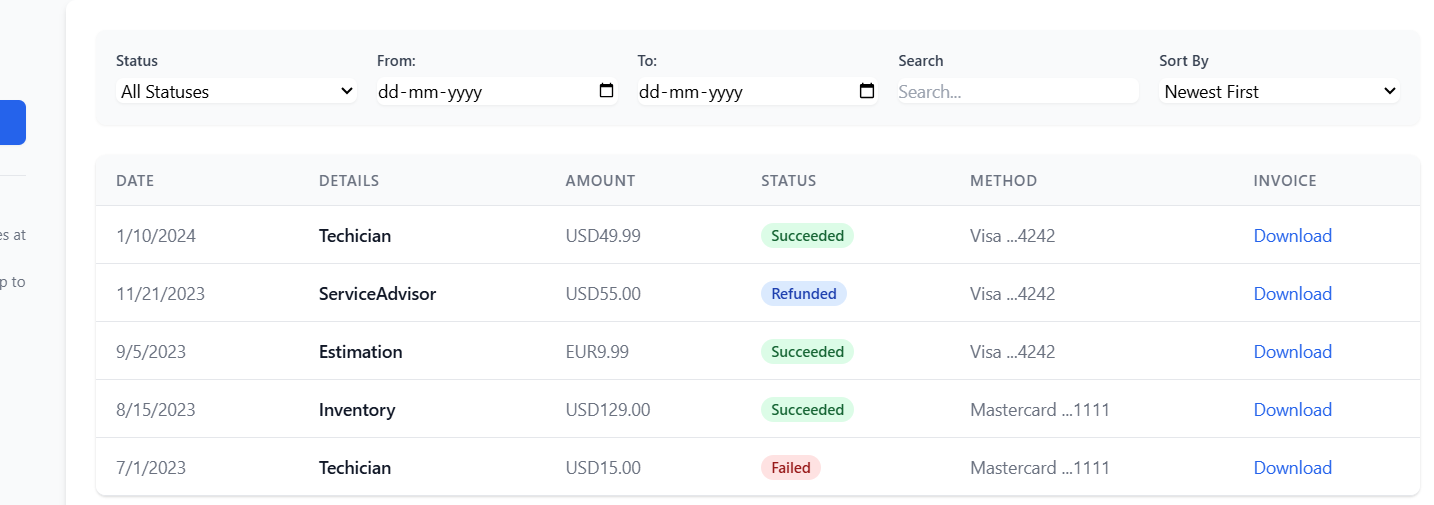 Status From: To: Search Sort By
All Statuses dd-mm-yyyy dd-mm-yyyy Search... Newest First
DATE DETAILS AMOUNT STATUS METHOD INVOICE
1/10/2024 Techician USD49.99 Succeeded Visa ...4242 Download
es at
11/21/2023 ServiceAdvisor USD55.00 Refunded Visa ...4242 Download
p to
9/5/2023 Estimation EUR9.99 Succeeded Visa ...4242 Download
8/15/2023 Inventory USD129.00 Succeeded Mastercard ...1111 Download
7/1/2023 Techician USD15.00 Failed Mastercard ...1111 Download